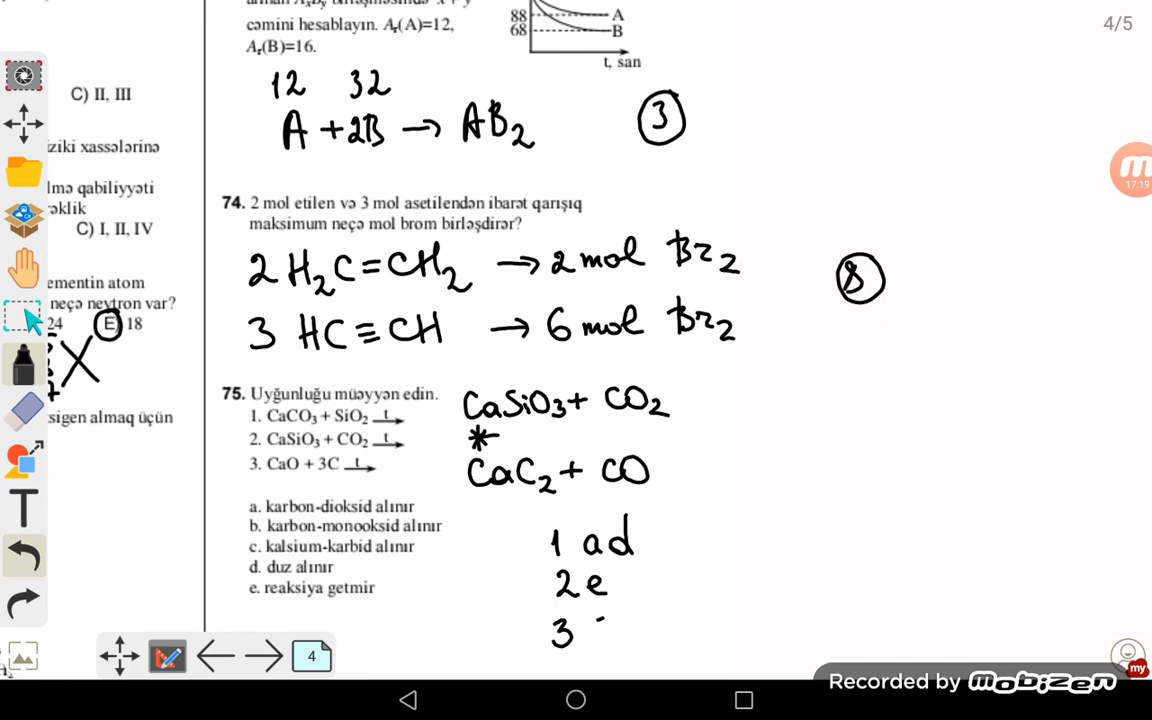 4/5
cəmini hesablayın. Aᵣ(A)=12,
Aᵣ(B)=16.
88 A
68 B
t, san
12 32
A + 2B → AB₂
3
C) II, III
ziki xassələrinə
lmə qabiliyyəti
əklik
C) I, II, IV
ementin atom
neçə neytron var?
24 E) 18
sigen almaq üçün
74. 2 mol etilen və 3 mol asetilendən ibarət qarışıq
maksimum neçə mol brom birləşdirər?
2H₂C=CH₂ → 2 mol Br₂
8
3 HC≡CH → 6 mol Br₂
75. Uyğunluğu müəyyən edin.
1. CaCO₃ + SiO₂ —t→ CaSiO₃ + CO₂
2. CaSiO₃ + CO₂ —t→ *
3. CaO + 3C —t→ CaC₂ + CO
a. karbon-dioksid alınır
b. karbon-monooksid alınır
c. kalsium-karbid alınır
d. duz alınır
e. reaksiya getmir
1 ad
2 e
3
17:19
T
4
Recorded by mobizen
my